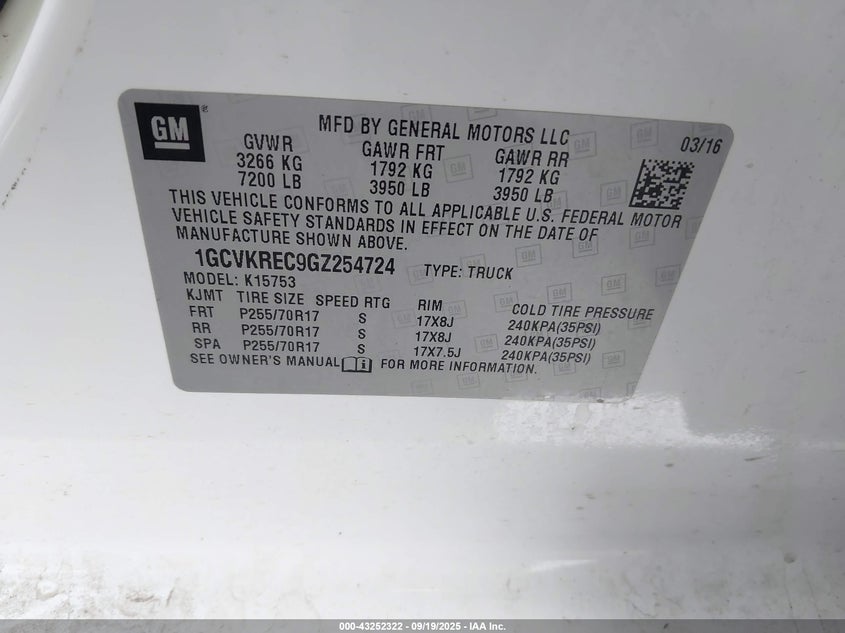 GM
®
MFD BY GENERAL MOTORS LLC
03/16
GVWR GAWR FRT GAWR RR
3266 KG 1792 KG 1792 KG
7200 LB 3950 LB 3950 LB
THIS VEHICLE CONFORMS TO ALL APPLICABLE U.S. FEDERAL MOTOR
VEHICLE SAFETY STANDARDS IN EFFECT ON THE DATE OF
MANUFACTURE SHOWN ABOVE.
1GCVKREC9GZ254724 TYPE: TRUCK
MODEL: K15753
KJMT TIRE SIZE SPEED RTG RIM COLD TIRE PRESSURE
FRT P255/70R17 S 17X8J 240KPA(35PSI)
RR P255/70R17 S 17X8J 240KPA(35PSI)
SPA P255/70R17 S 17X7.5J 240KPA(35PSI)
SEE OWNER'S MANUAL FOR MORE INFORMATION.
000-43252322 - 09/19/2025 - IAA Inc.